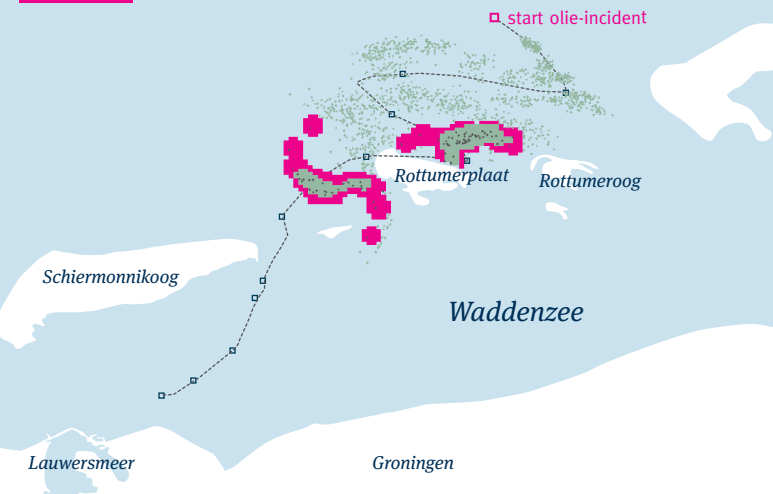 start olie-incident
Rottumerplaat
Rottumeroog
Schiermonnikoog
Waddenzee
Lauwersmeer
Groningen